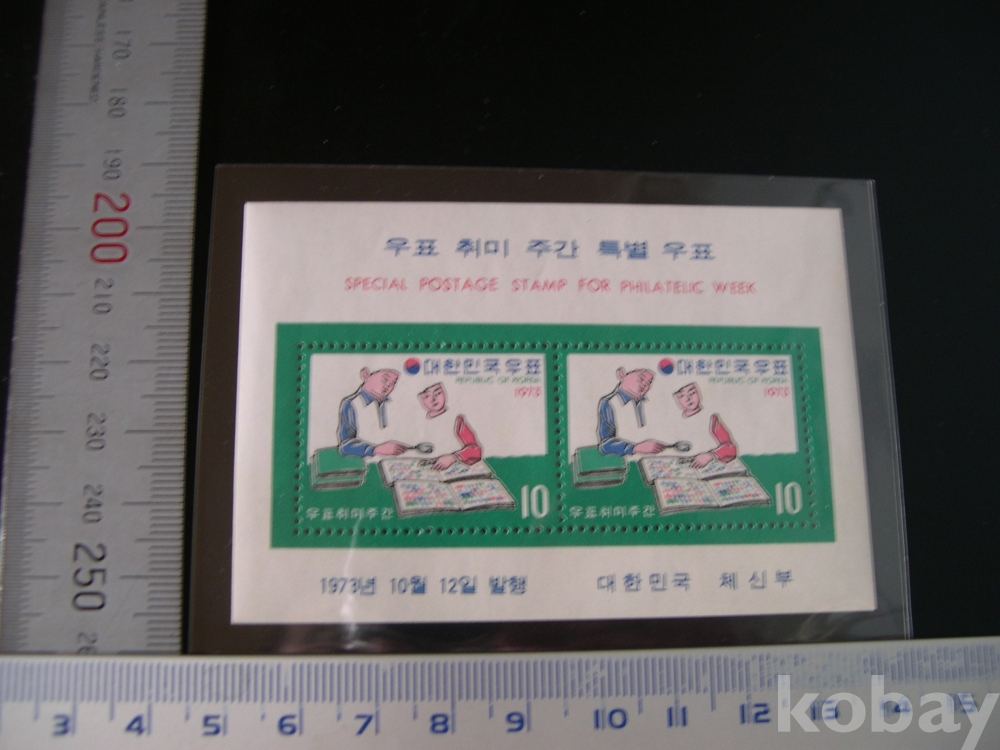 170
180
190
200
210
220
230
240
250
우표 취미 주간 특별 우표
SPECIAL POSTAGE STAMP FOR PHILATELIC WEEK
대한민국우표 대한민국우표
REPUBLIC OF KOREA REPUBLIC OF KOREA
1973 1973
10 10
우표취미주간 우표취미주간
1973년 10월 12일 발행 대한민국 체신부
3 4 5 6 7 8 9 10 11 12 13 14 15
kobay